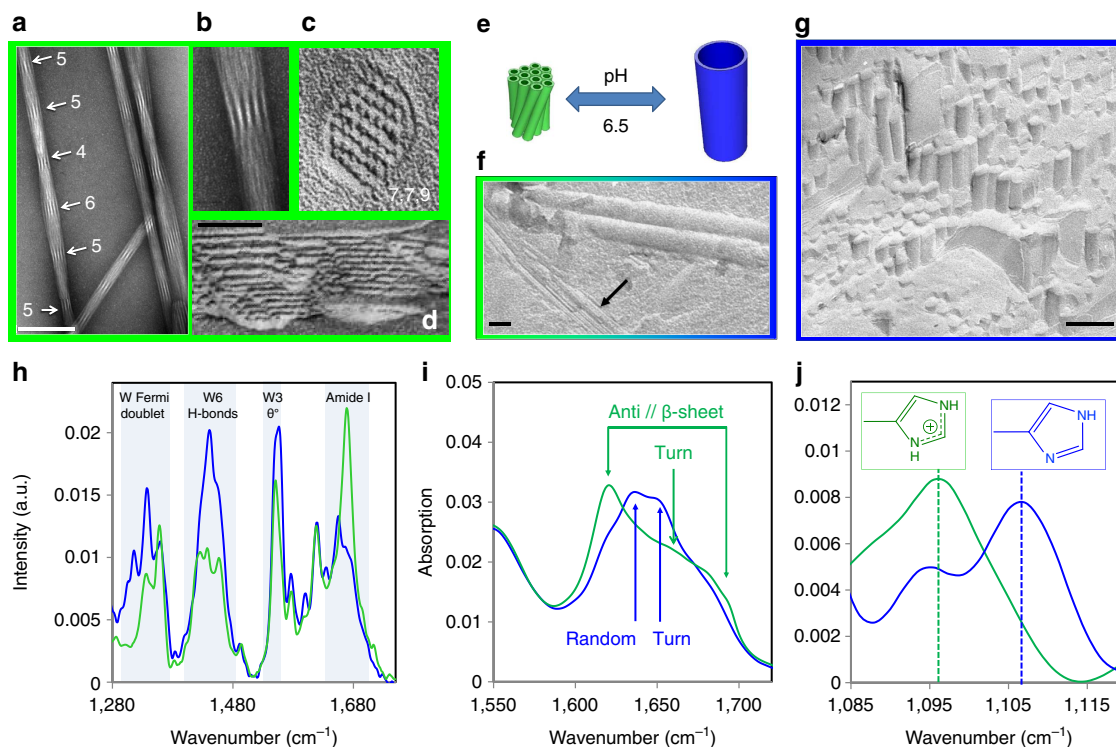 a
5
5
4
6
5
5
b
c
7.7.9
d
e
pH
6.5
f
g
h
W Fermi
doublet
W6
H-bonds
W3
θ°
Amide I
0.02
0.015
0.01
0.005
0
Intensity (a.u.)
1,280
1,480
1,680
Wavenumber (cm⁻¹)
i
0.05
0.04
0.03
0.02
0.01
0
Absorption
Anti // β-sheet
Turn
Random
Turn
1,550
1,600
1,650
1,700
Wavenumber (cm⁻¹)
j
0.012
0.01
0.008
0.006
0.004
0.002
0
NH
⊕
N
H
NH
N
1,085
1,095
1,105
1,115
Wavenumber (cm⁻¹)